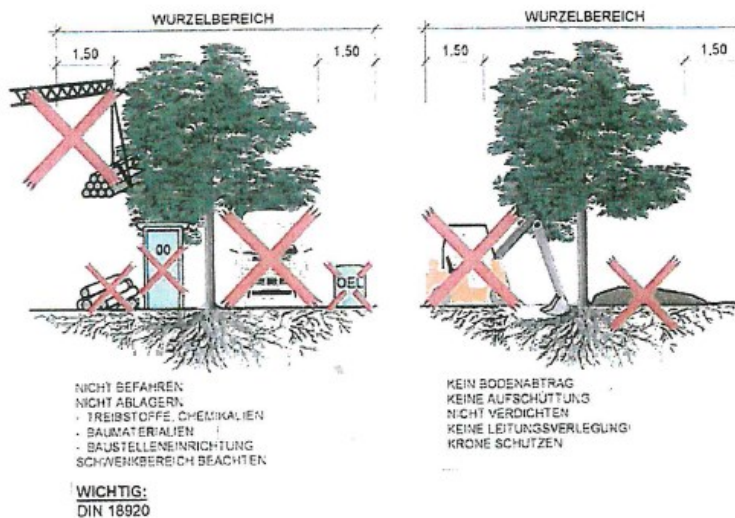 WURZELBEREICH
1,50
1,50
OO
OEL
NICHT BEFAHREN
NICHT ABLAGERN
- TREIBSTOFFE, CHEMIKALIEN
- BAUMATERIALIEN
- BAUSTELLENEINRICHTUNG
SCHWENKBEREICH BEACHTEN
WICHTIG:
DIN 18920
WURZELBEREICH
1,50
1,50
KEIN BODENABTRAG
KEINE AUFSCHÜTTUNG
NICHT VERDICHTEN
KEINE LEITUNGSVERLEGUNG
KRONE SCHÜTZEN